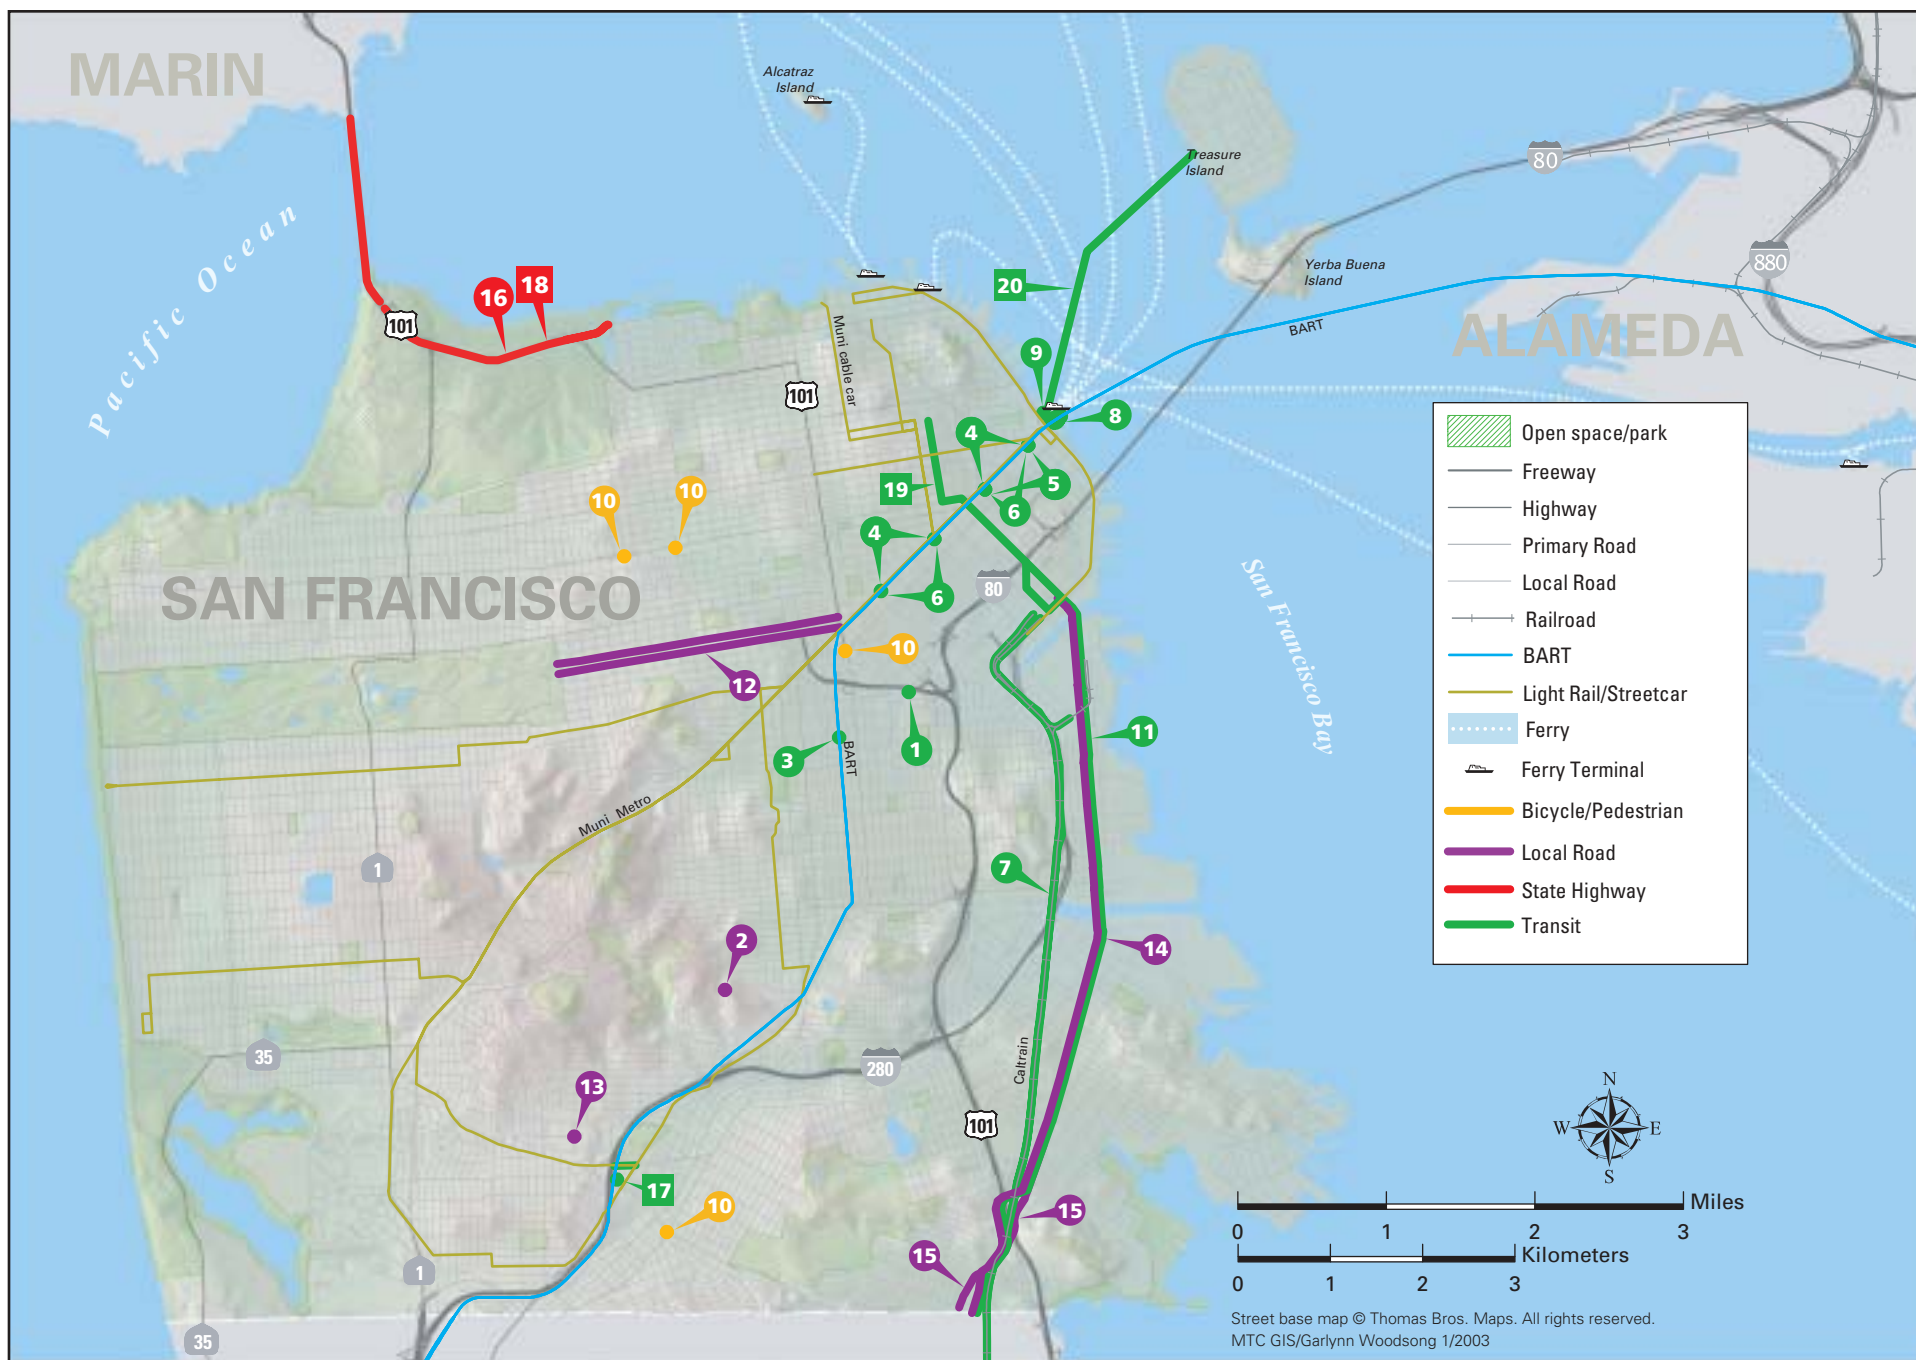 MARIN
Alcatraz
Island
Treasure
Island
80
Pacific Ocean
Yerba Buena
Island
880
20
18
16
101
BART
ALAMEDA
Muni cable car
9
101
8
4
5
19
6
10
10
4
80
6
SAN FRANCISCO
San Francisco Bay
10
12
11
1
3
BART
Muni Metro
1
7
2
14
35
280
Caltrain
13
101
17
10
15
15
1
35
Open space/park
Freeway
Highway
Primary Road
Local Road
Railroad
BART
Light Rail/Streetcar
Ferry
Ferry Terminal
Bicycle/Pedestrian
Local Road
State Highway
Transit
N
W E
S
Miles
0 1 2 3
Kilometers
0 1 2 3
Street base map © Thomas Bros. Maps. All rights reserved.
MTC GIS/Garlynn Woodsong 1/2003